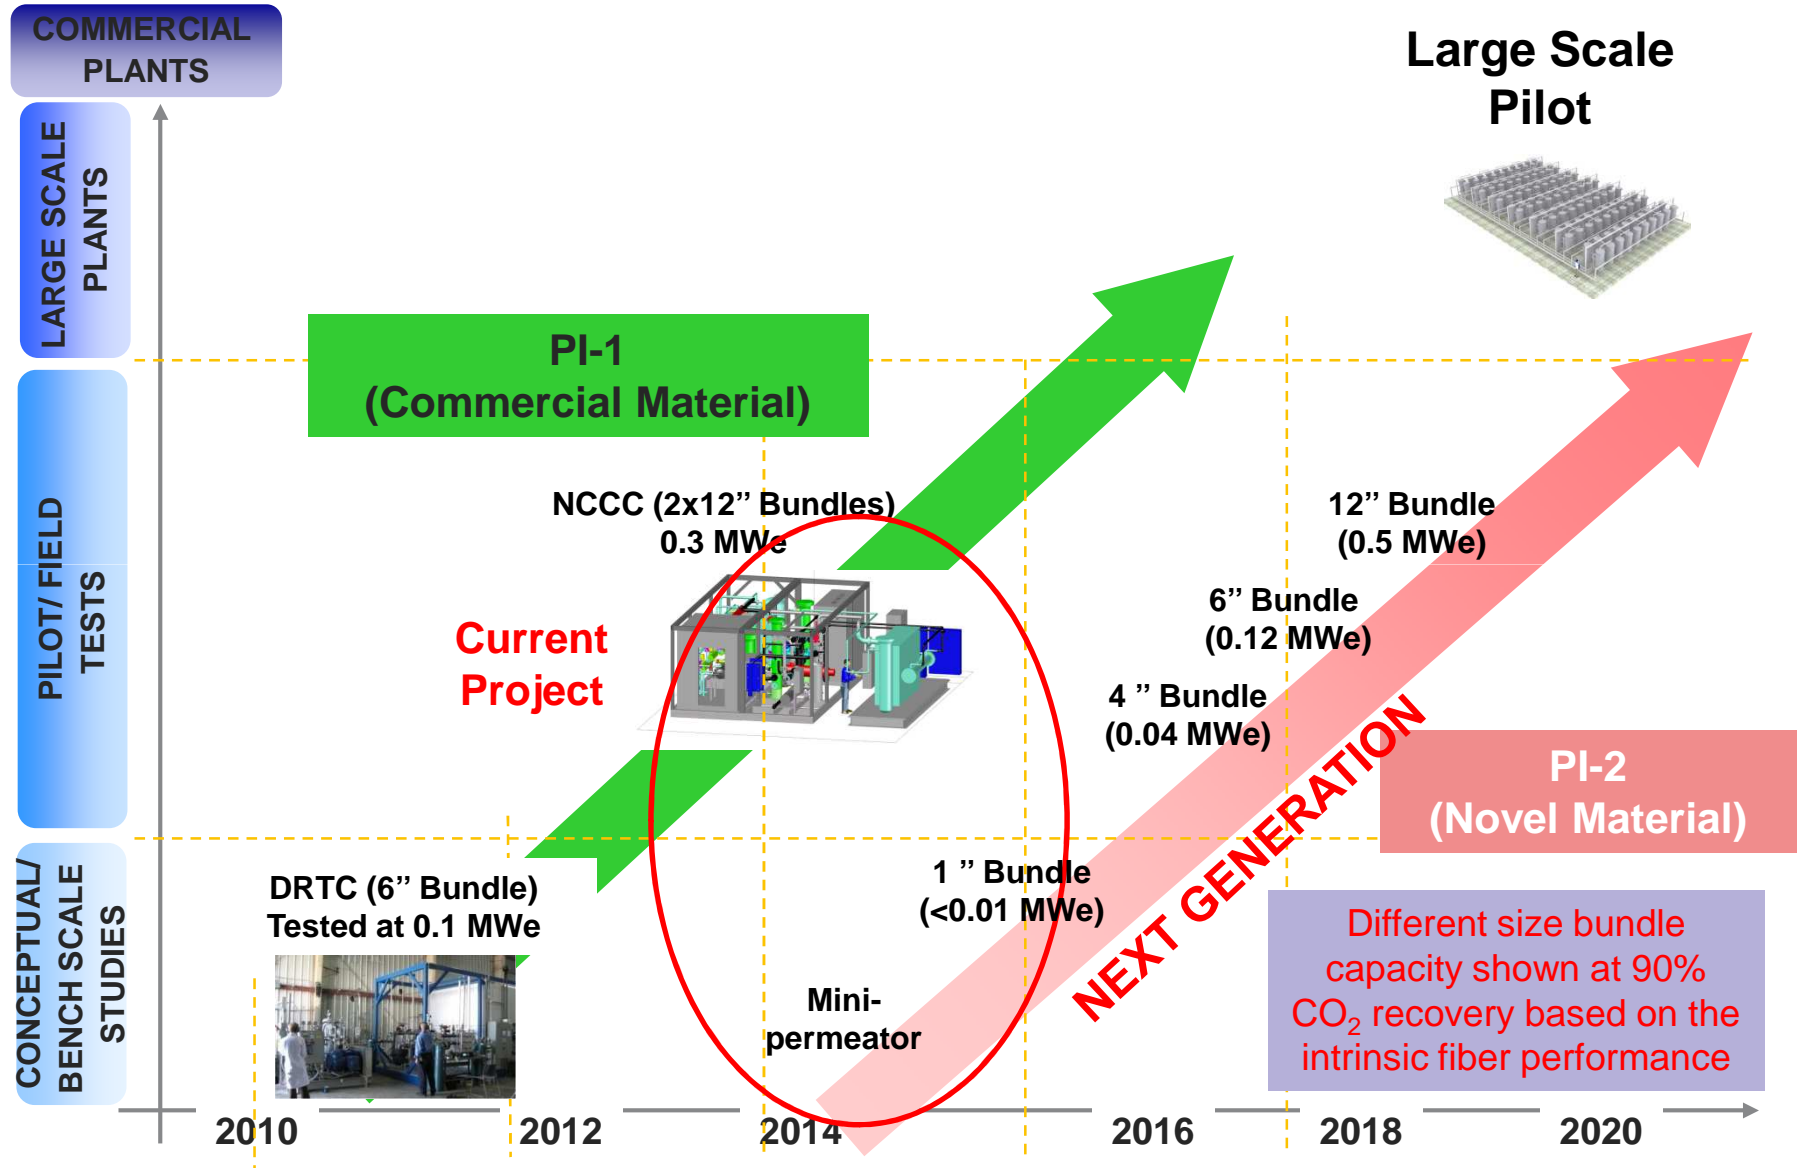 COMMERCIAL
PLANTS
LARGE SCALE
PLANTS
PILOT/ FIELD
TESTS
CONCEPTUAL/
BENCH SCALE
STUDIES
Large Scale
Pilot
PI-1
(Commercial Material)
NCCC (2x12’’ Bundles)
0.3 MWe
Current
Project
12’’ Bundle
(0.5 MWe)
6’’ Bundle
(0.12 MWe)
4 ’’ Bundle
(0.04 MWe)
NEXT GENERATION
PI-2
(Novel Material)
DRTC (6’’ Bundle)
Tested at 0.1 MWe
1 ’’ Bundle
(<0.01 MWe)
Mini-
permeator
Different size bundle
capacity shown at 90%
CO₂ recovery based on the
intrinsic fiber performance
2010 2012 2014 2016 2018 2020